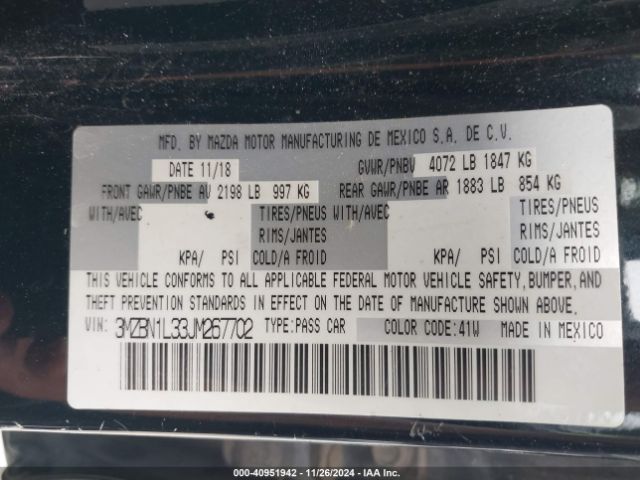 MFD. BY MAZDA MOTOR MANUFACTURING DE MEXICO S.A. DE C.V.
DATE 11/18 GVWR/PNBV 4072 LB 1847 KG
FRONT GAWR/PNBE AV 2198 LB 997 KG REAR GAWR/PNBE AR 1883 LB 854 KG
WITH/AVEC TIRES/PNEUS WITH/AVEC TIRES/PNEUS
RIMS/JANTES RIMS/JANTES
KPA/ PSI COLD/A FROID KPA/ PSI COLD/A FROID
THIS VEHICLE CONFORMS TO ALL APPLICABLE FEDERAL MOTOR VEHICLE SAFETY, BUMPER, AND
THEFT PREVENTION STANDARDS IN EFFECT ON THE DATE OF MANUFACTURE SHOWN ABOVE.
VIN: 3MZBN1L33JM267702 TYPE:PASS CAR COLOR CODE:41W MADE IN MEXICO
000-40951942 - 11/26/2024 - IAA Inc.